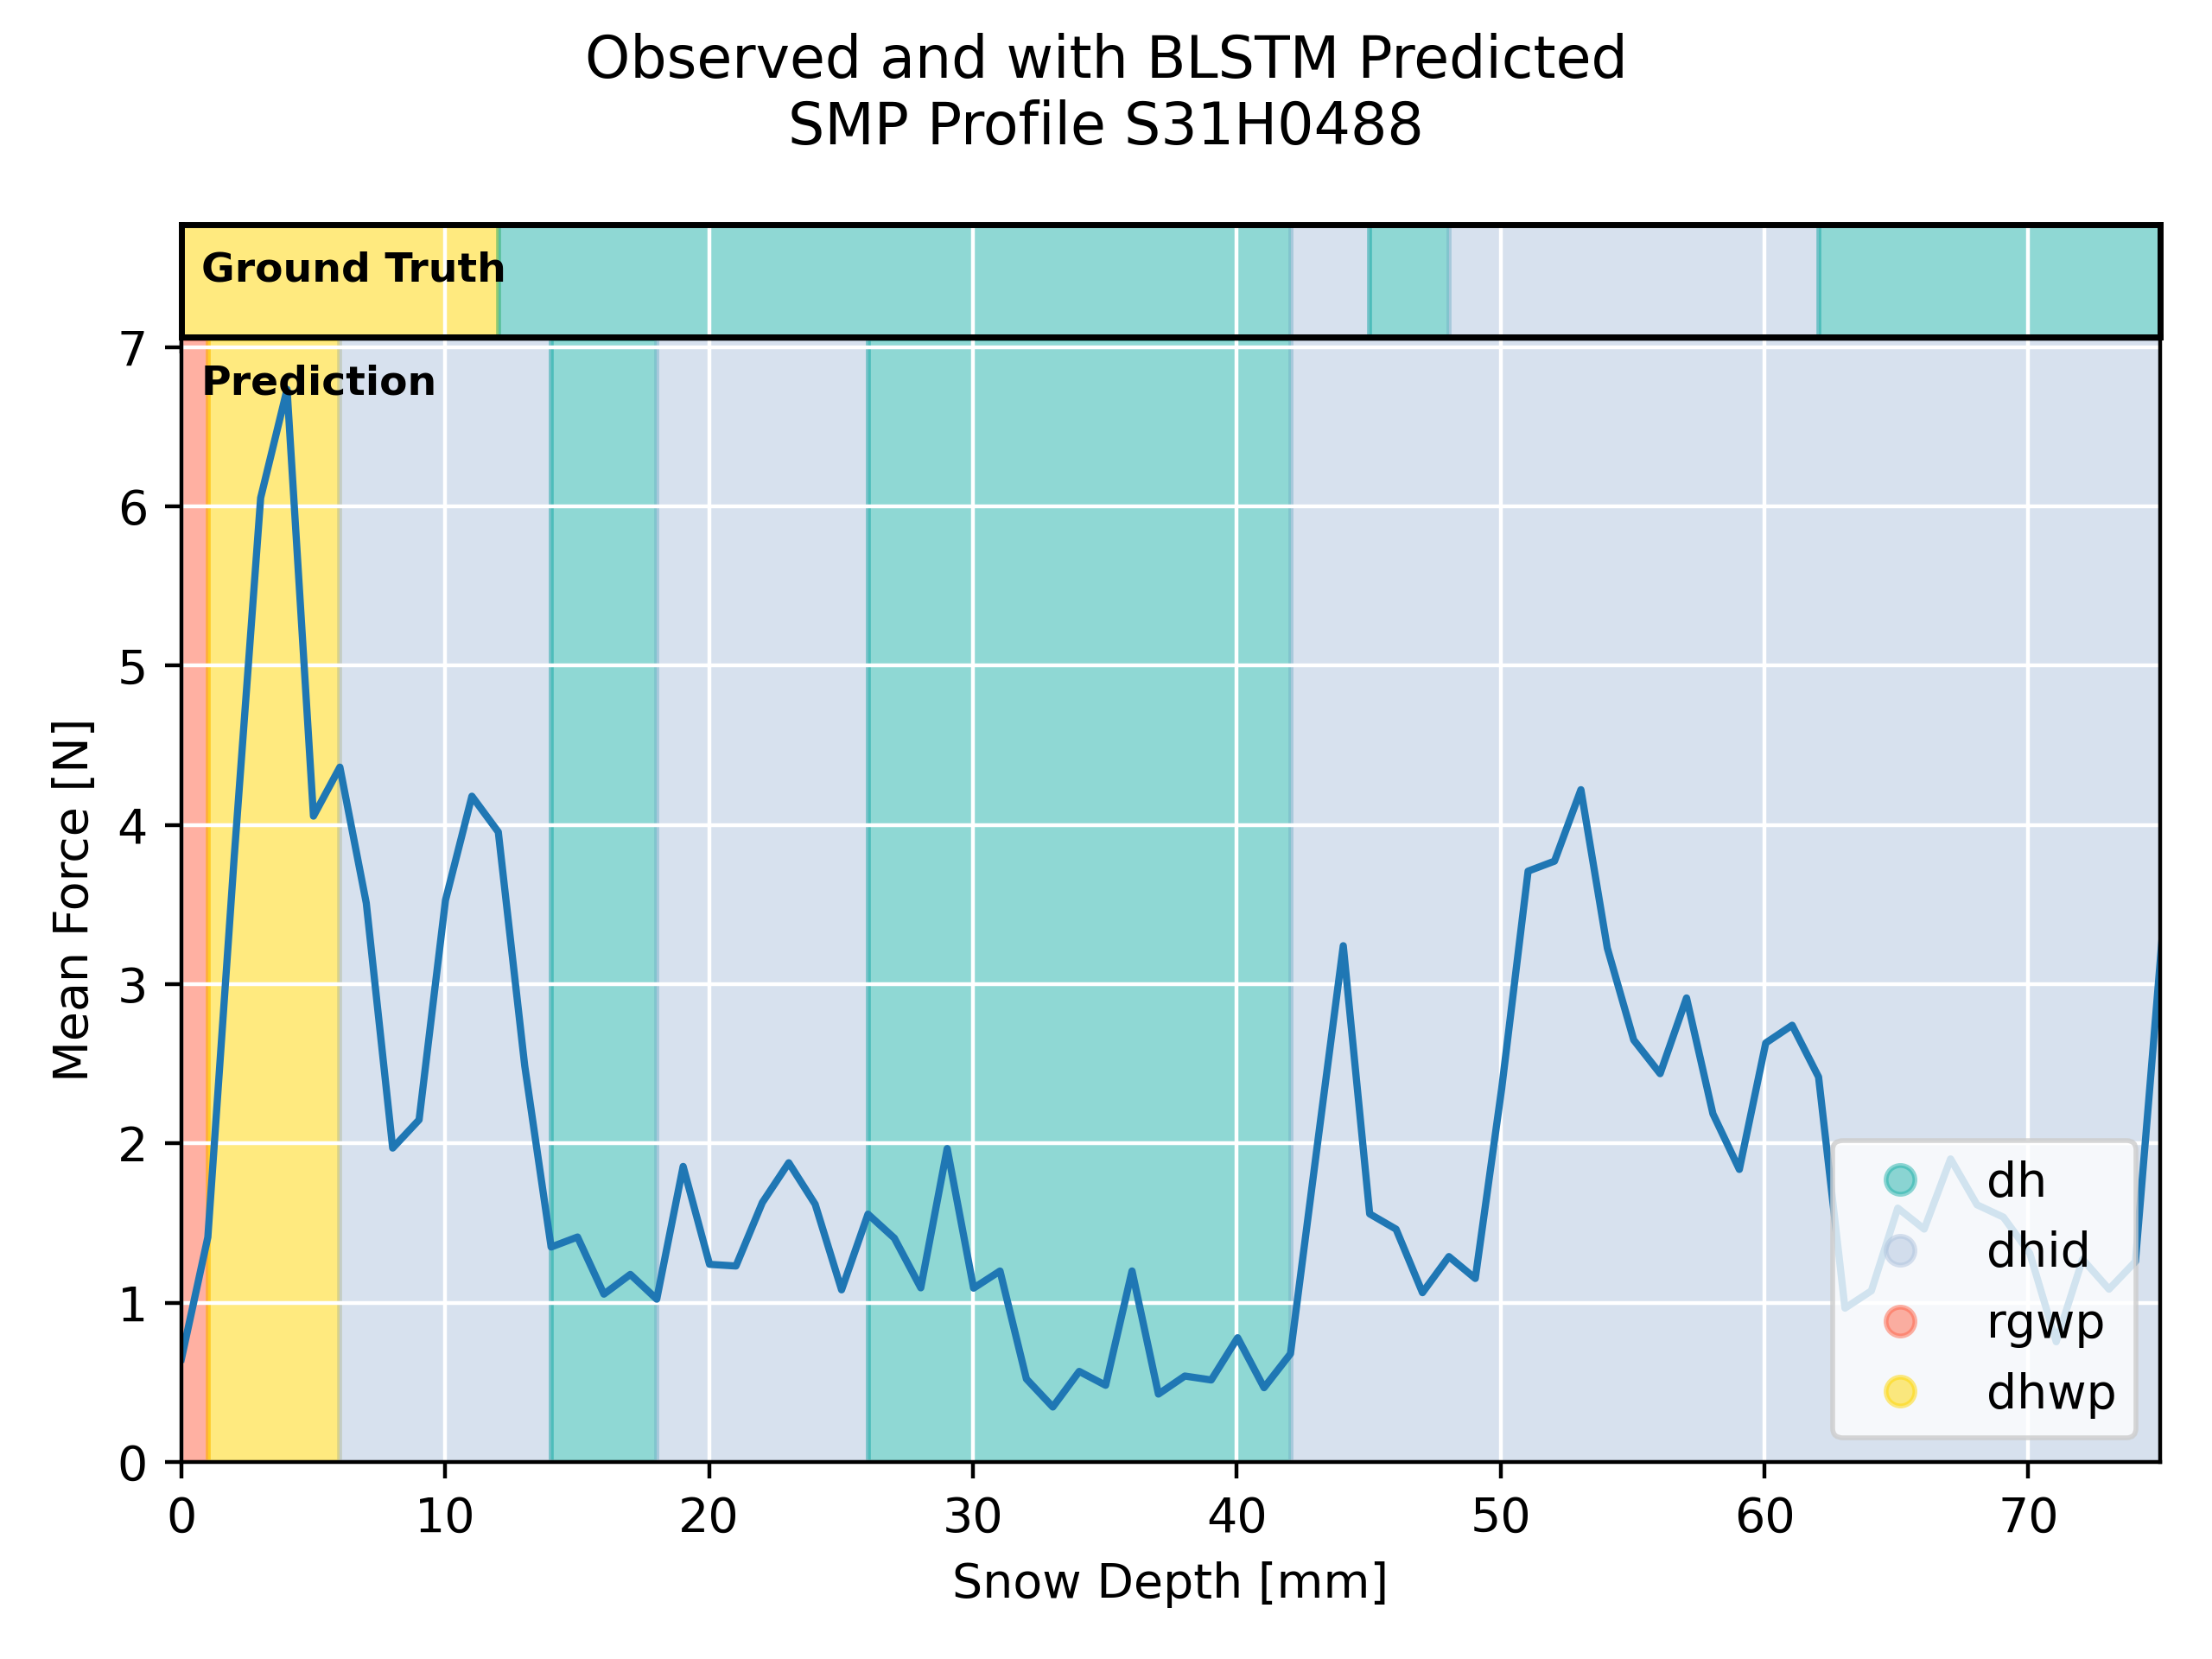 Observed and with BLSTM Predicted
SMP Profile S31H0488
Ground Truth
Prediction
7
6
5
4
3
2
1
0
Mean Force [N]
dh
dhid
rgwp
dhwp
0 10 20 30 40 50 60 70
Snow Depth [mm]